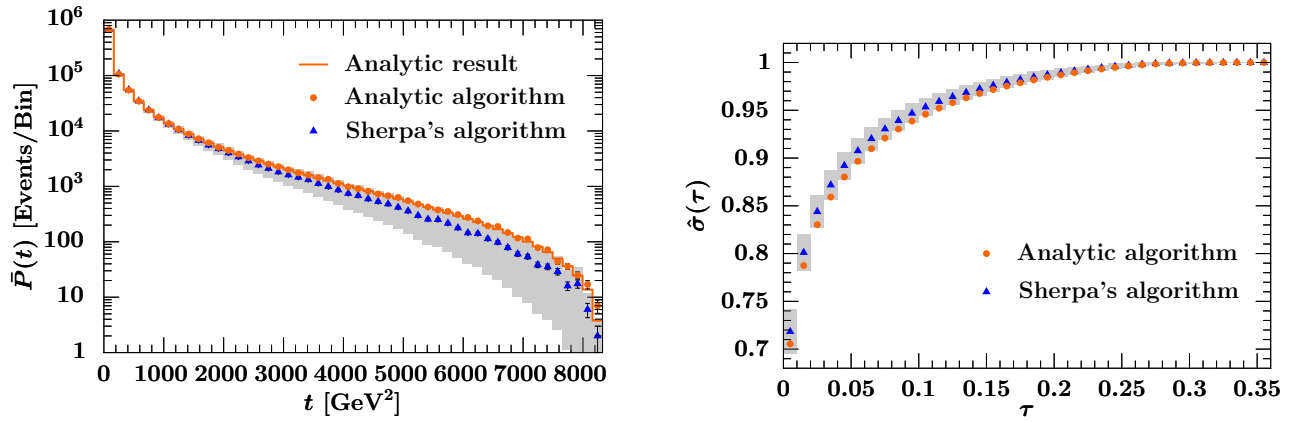 10^6
10^5
10^4
10^3
100
10
1
P̄(t) [Events/Bin]
Analytic result
Analytic algorithm
Sherpa's algorithm
0 1000 2000 3000 4000 5000 6000 7000 8000
t [GeV^2]
1
0.95
0.9
0.85
0.8
0.75
0.7
σ̂(τ)
Analytic algorithm
Sherpa's algorithm
0 0.05 0.1 0.15 0.2 0.25 0.3 0.35
τ